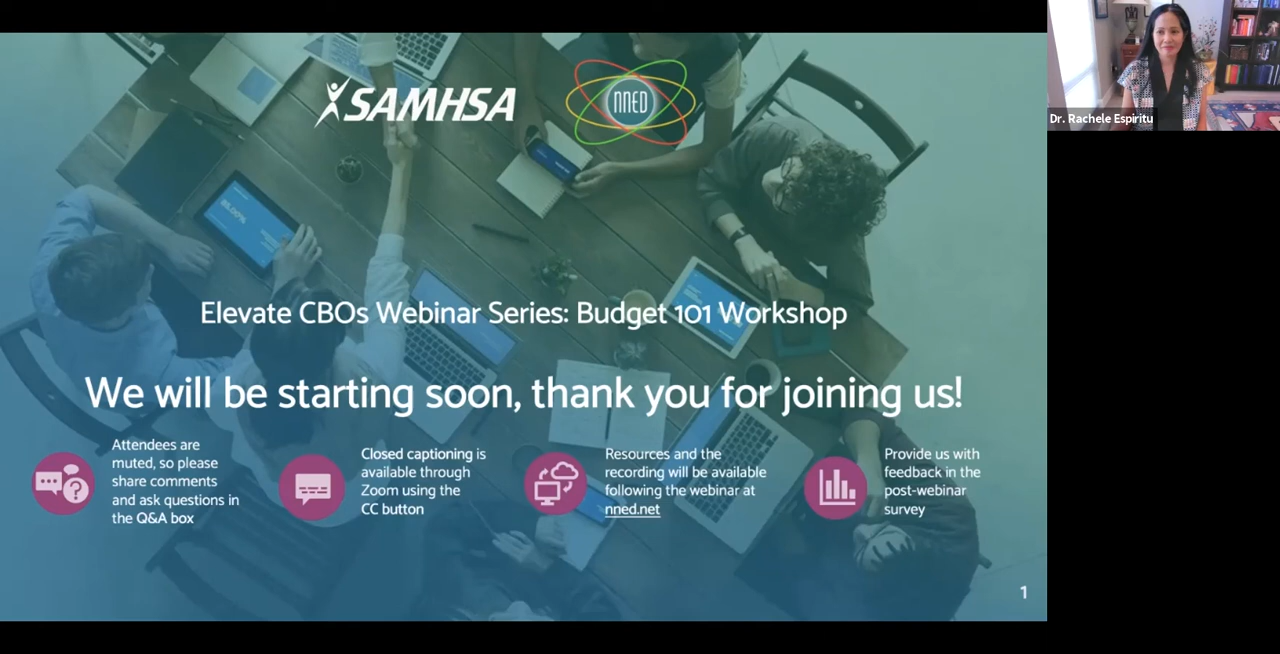 SAMHSA
nned
Dr. Rachele Espiritu
85.00%
Elevate CBOs Webinar Series: Budget 101 Workshop
We will be starting soon, thank you for joining us!
Attendees are
muted, so please
share comments
and ask questions in
the Q&A box
Closed captioning is
available through
Zoom using the
CC button
Resources and the
recording will be available
following the webinar at
nned.net
Provide us with
feedback in the
post-webinar
survey
1